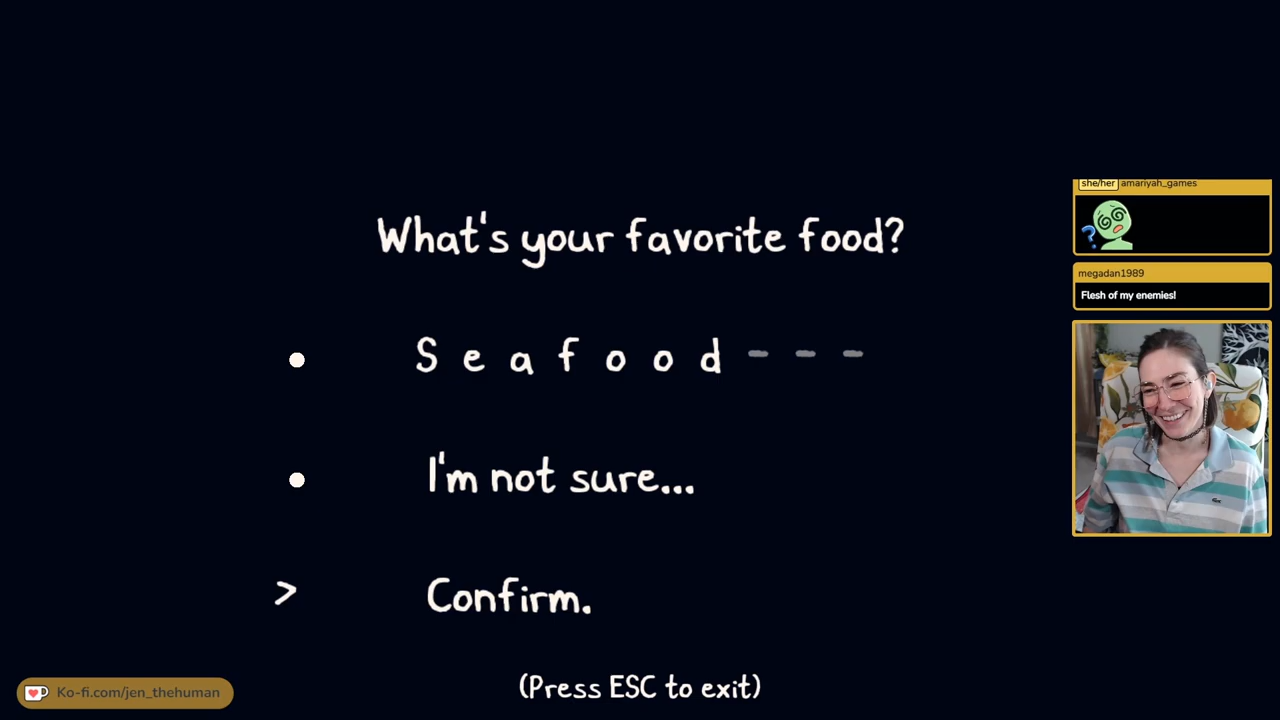 What's your favorite food?
Seafood---
I'm not sure...
> Confirm.
(Press ESC to exit)
she/her amariyah_games
megadan1989
Flesh of my enemies!
Ko-fi.com/jen_thehuman